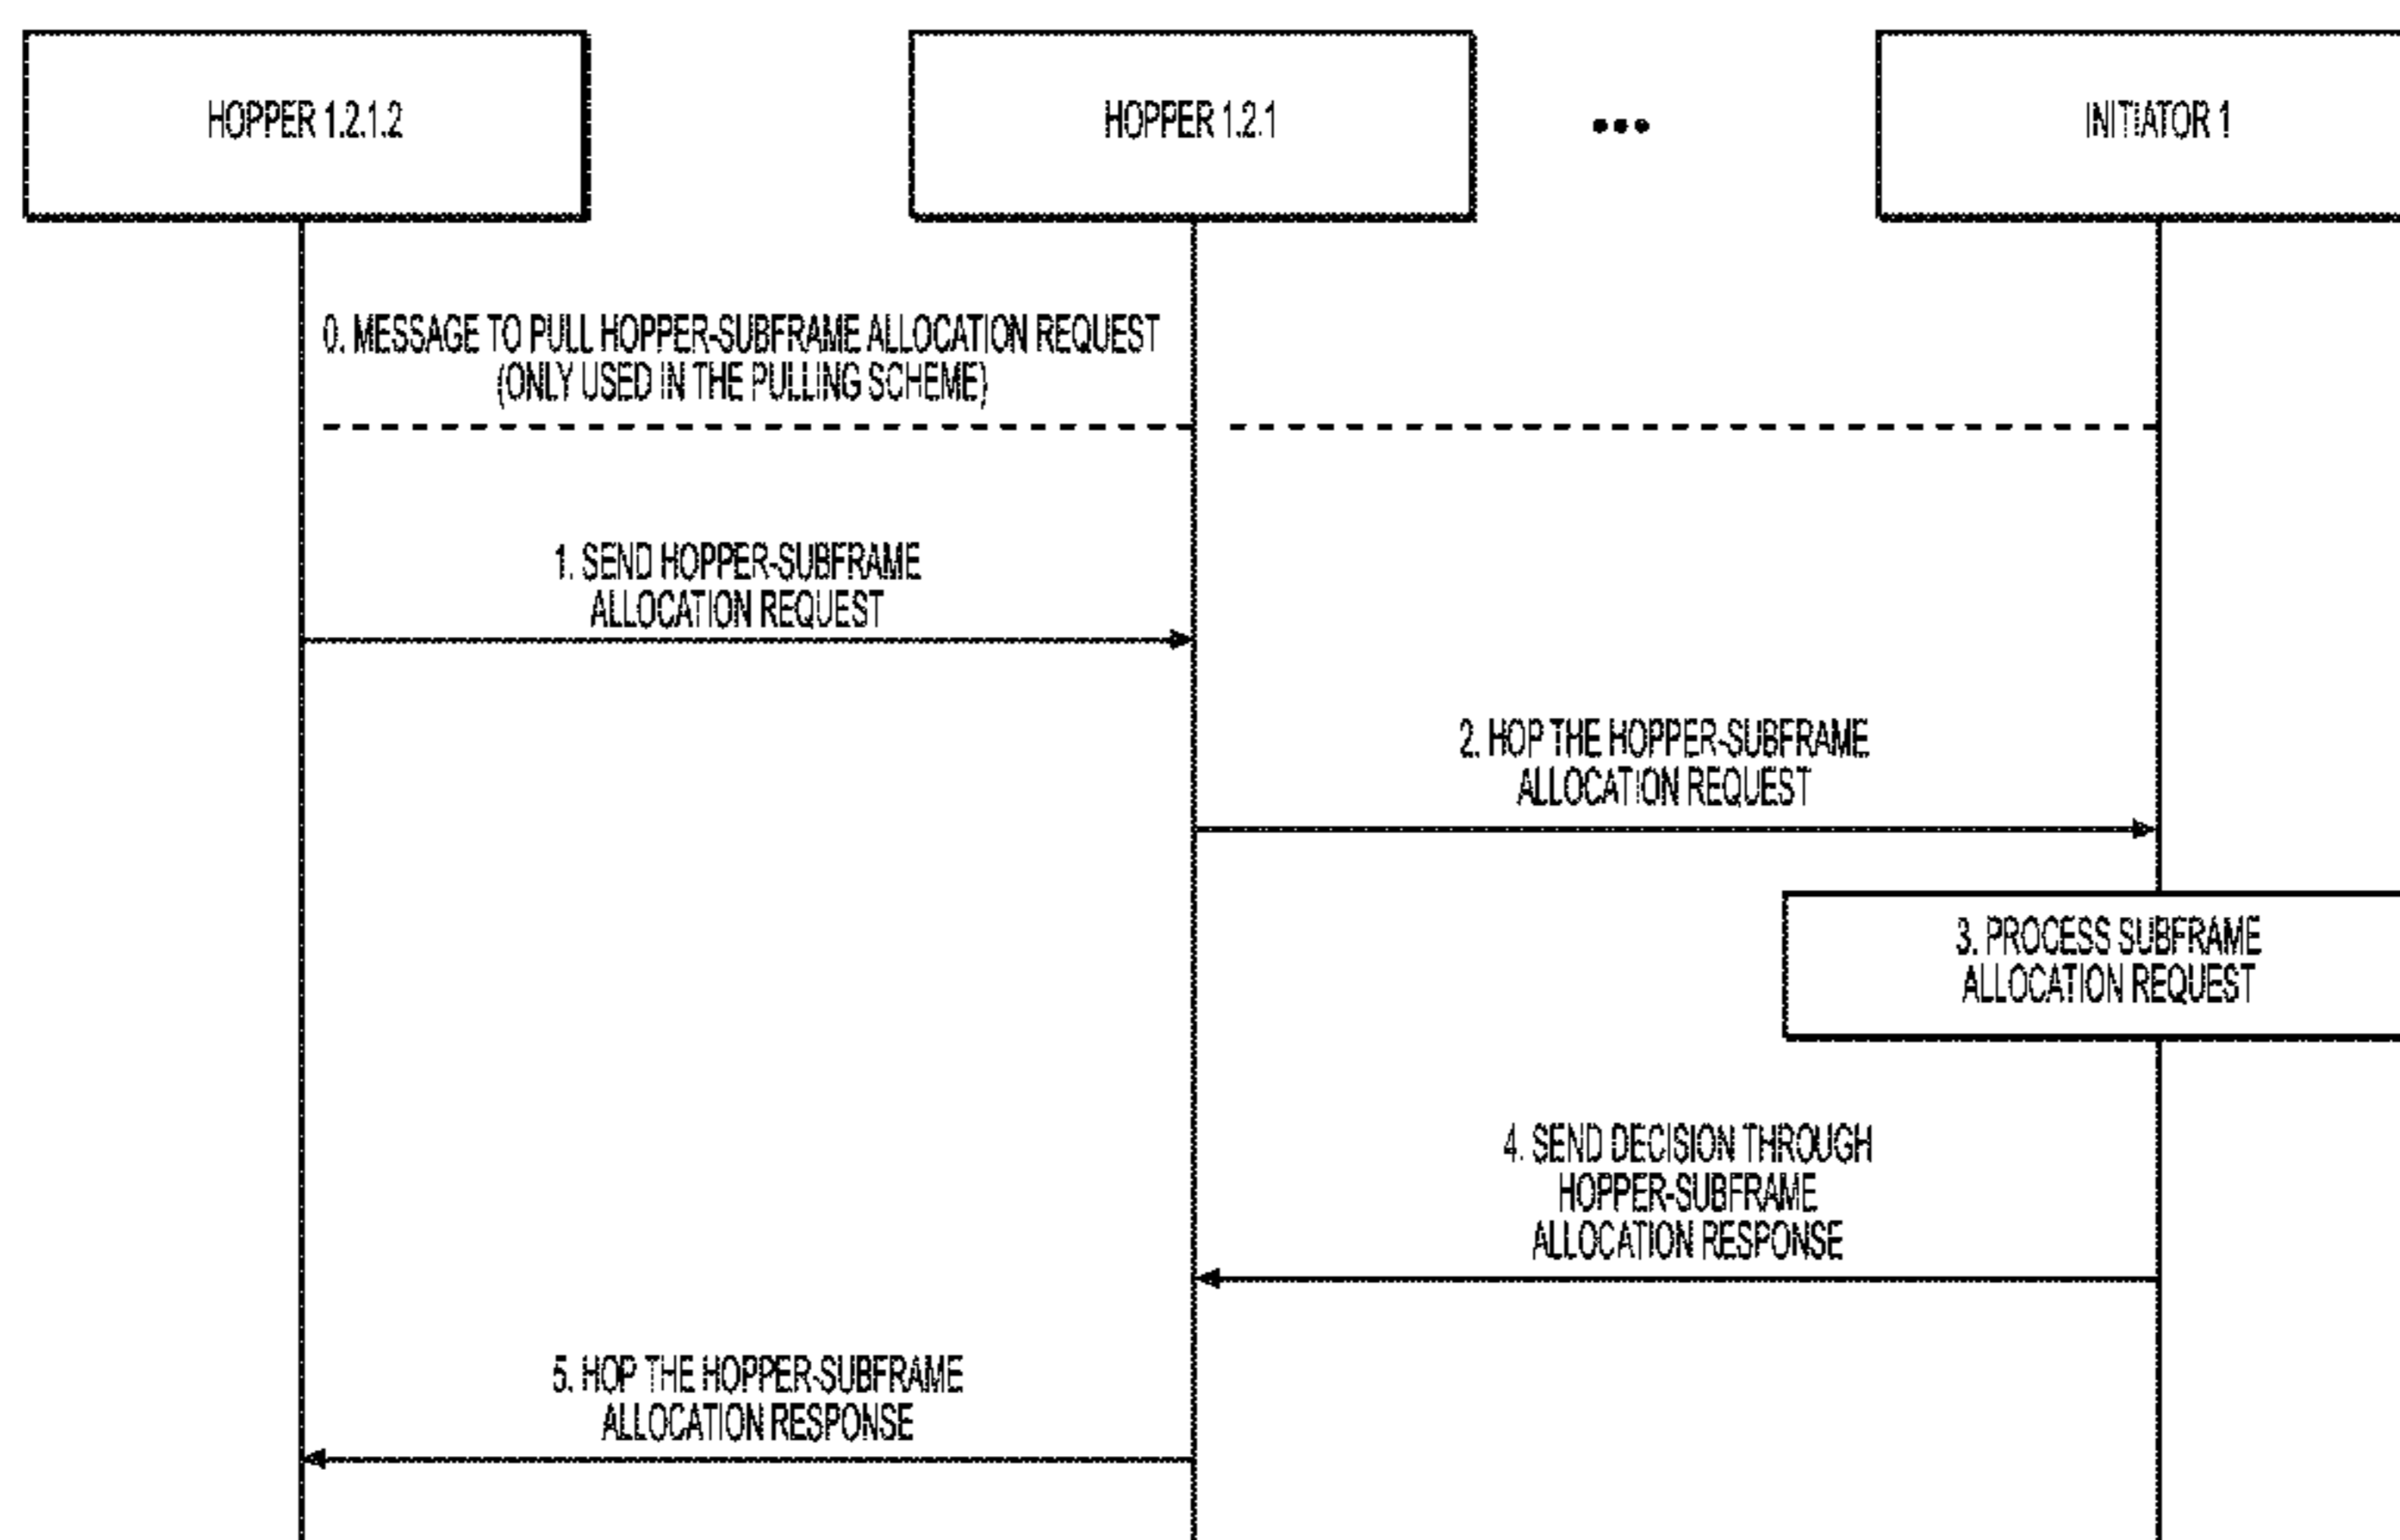 HOPPER 1.2.1.2
HOPPER 1.2.1
•••
INITIATOR 1
0. MESSAGE TO PULL HOPPER-SUBFRAME ALLOCATION REQUEST
(ONLY USED IN THE PULLING SCHEME)
1. SEND HOPPER-SUBFRAME
ALLOCATION REQUEST
2. HOP THE HOPPER-SUBFRAME
ALLOCATION REQUEST
3. PROCESS SUBFRAME
ALLOCATION REQUEST
4. SEND DECISION THROUGH
HOPPER-SUBFRAME
ALLOCATION RESPONSE
5. HOP THE HOPPER-SUBFRAME
ALLOCATION RESPONSE